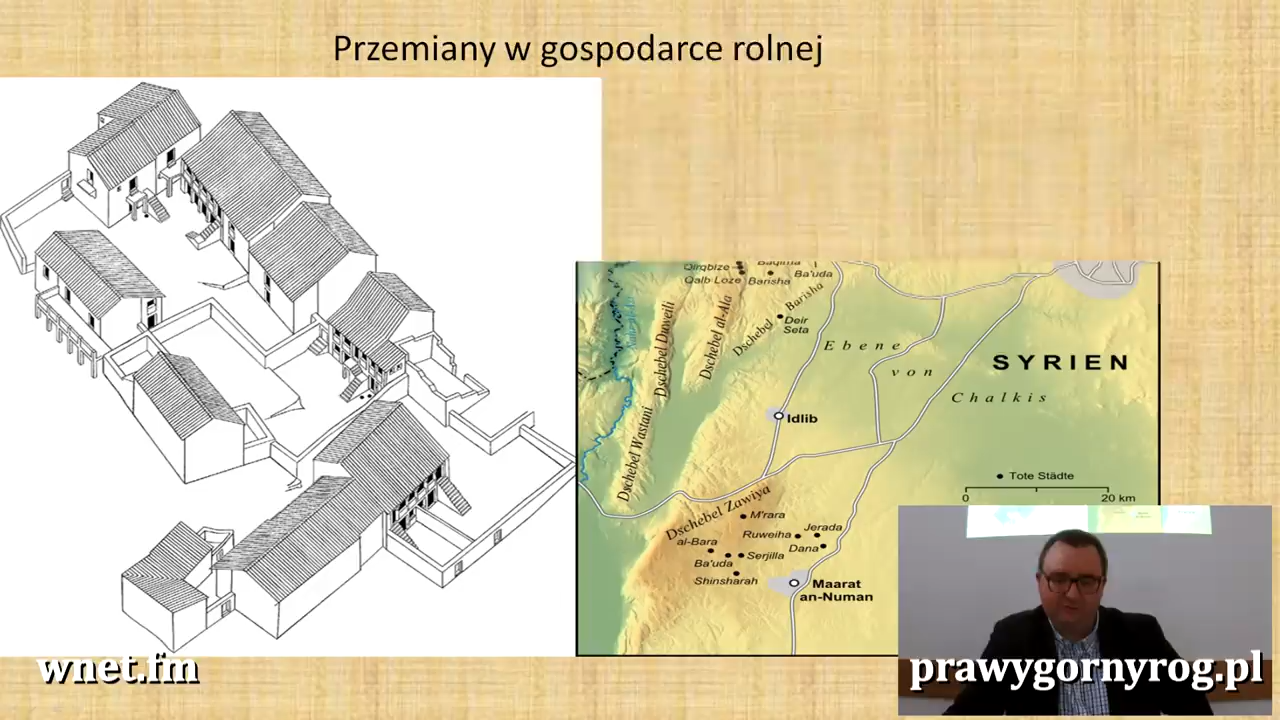 Przemiany w gospodarce rolnej
Qirqbize
Baqirha
Ba'uda
Qalb Loze
Barisha
Dschebel Barisha
Deir
Seta
Dschebel Duweili
Dschebel al-Ala
Dschebel Wastani
Ebene
von
Chalkis
SYRIEN
Idlib
Tote Städte
0
20 km
Dschebel Zawiya
M'rara
Jerada
Ruweiha
al-Bara
Dana
Serjilla
Ba'uda
Shinsharah
Maarat
an-Numan
wnet.fm
prawygornyrog.pl